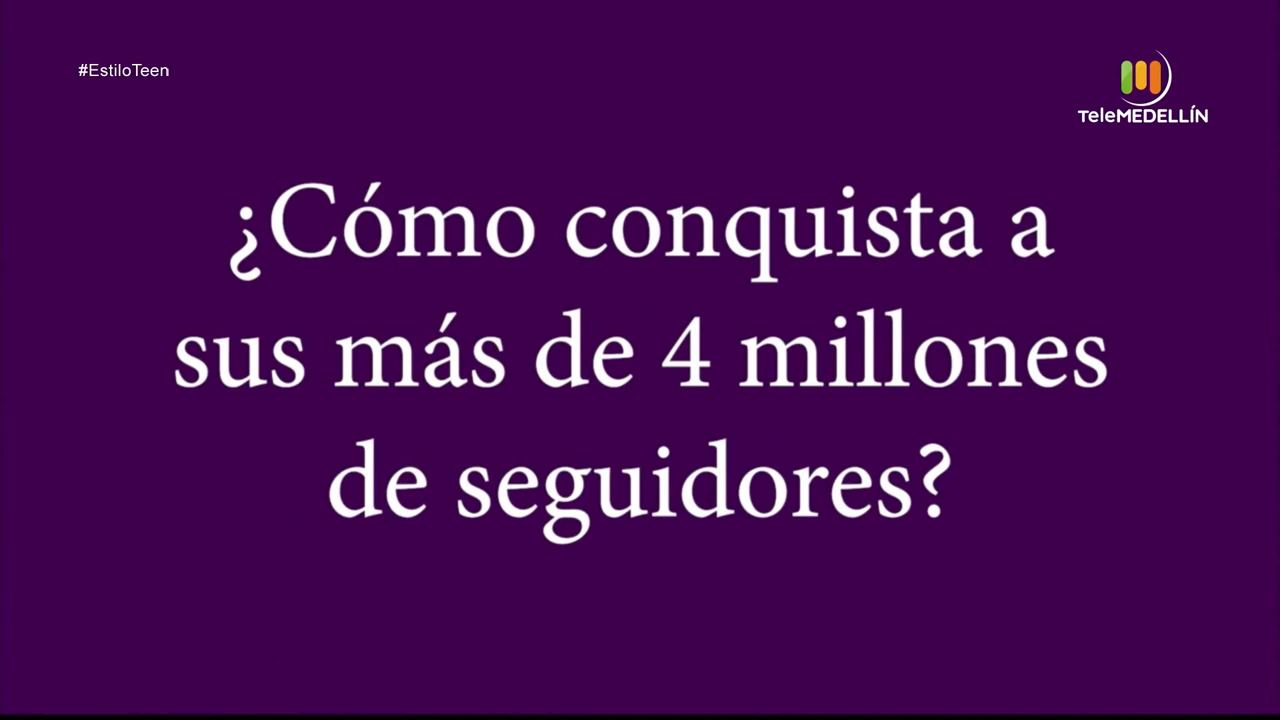 #EstiloTeen
TeleMEDELLÍN
¿Cómo conquista a
sus más de 4 millones
de seguidores?